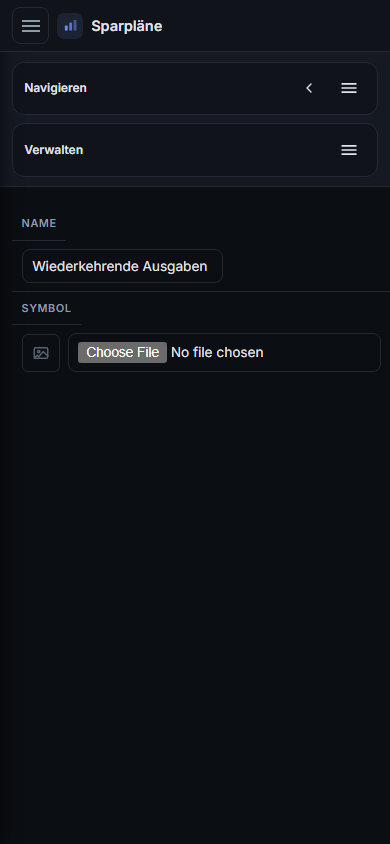 Sparpläne
Navigieren
Verwalten
NAME
Wiederkehrende Ausgaben
SYMBOL
Choose File No file chosen